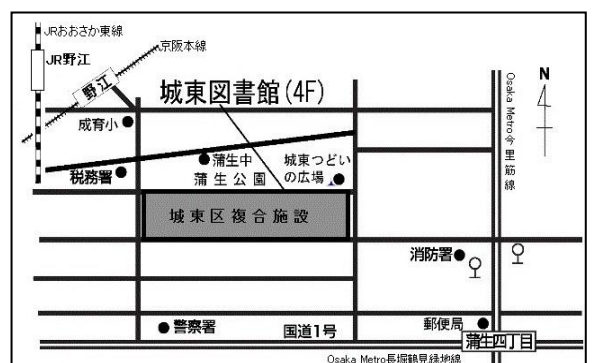 JRおおさか東線
京阪本線
JR野江
野江
N
城東図書館(4F)
Osaka Metro今里筋線
成育小
蒲生中
城東つどい
の広場
税務署
蒲生公園
城東区複合施設
消防署
警察署
国道1号
郵便局
蒲生四丁目
Osaka Metro長堀鶴見緑地線